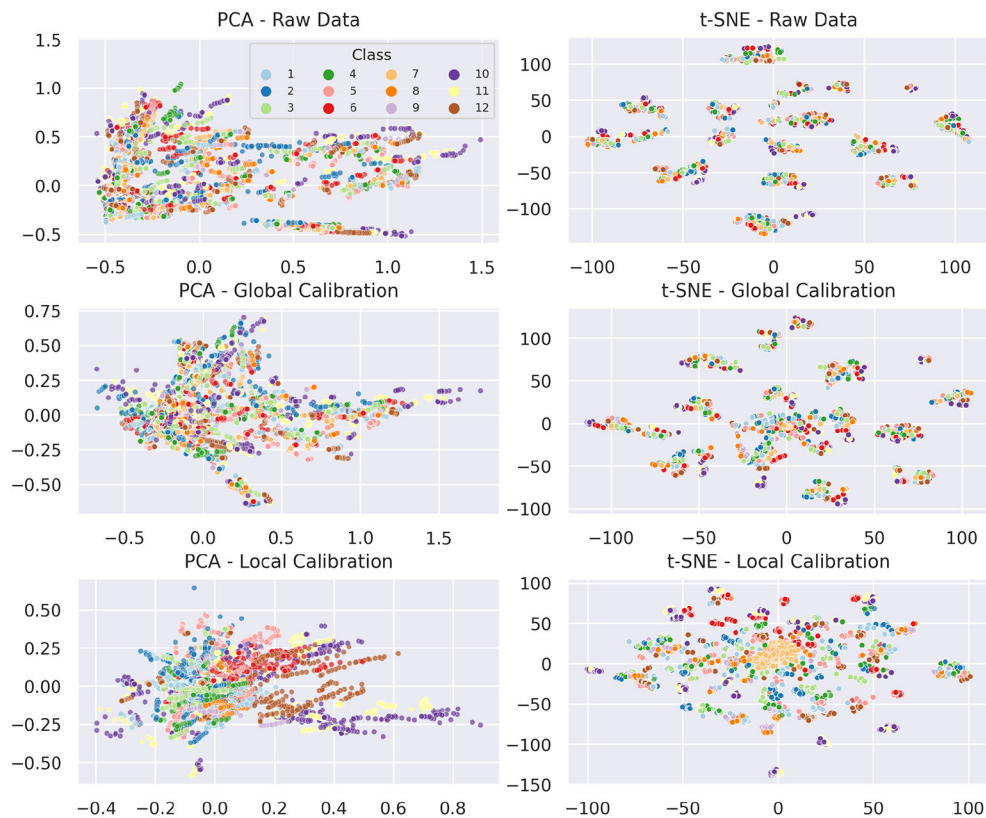 PCA - Raw Data
t-SNE - Raw Data
1.5
1.0
0.5
0.0
−0.5
Class
1 4 7 10
2 5 8 11
3 6 9 12
−0.5 0.0 0.5 1.0 1.5
100
50
0
−50
−100
−100 −50 0 50 100
PCA - Global Calibration
t-SNE - Global Calibration
0.75
0.50
0.25
0.00
−0.25
−0.50
−0.5 0.0 0.5 1.0 1.5
100
50
0
−50
−100
−100 −50 0 50 100
PCA - Local Calibration
t-SNE - Local Calibration
0.50
0.25
0.00
−0.25
−0.50
−0.4 −0.2 0.0 0.2 0.4 0.6 0.8
100
50
0
−50
−100
−150
−100 −50 0 50 100